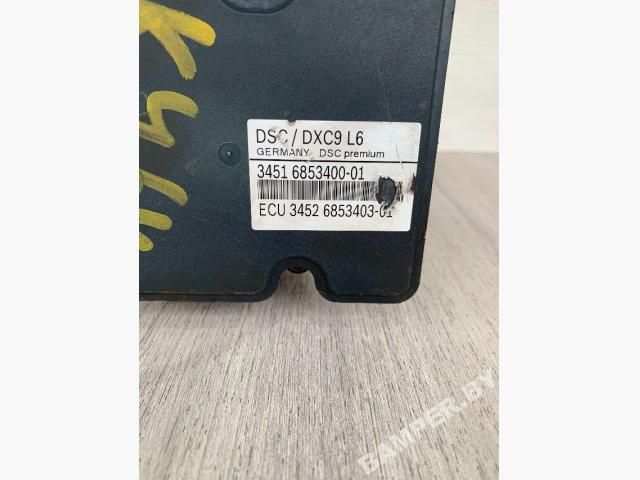 DSC / DXC9 L6
GERMANY DSC premium
3451 6853400-01
ECU 3452 6853403-01
BAMPER.BY